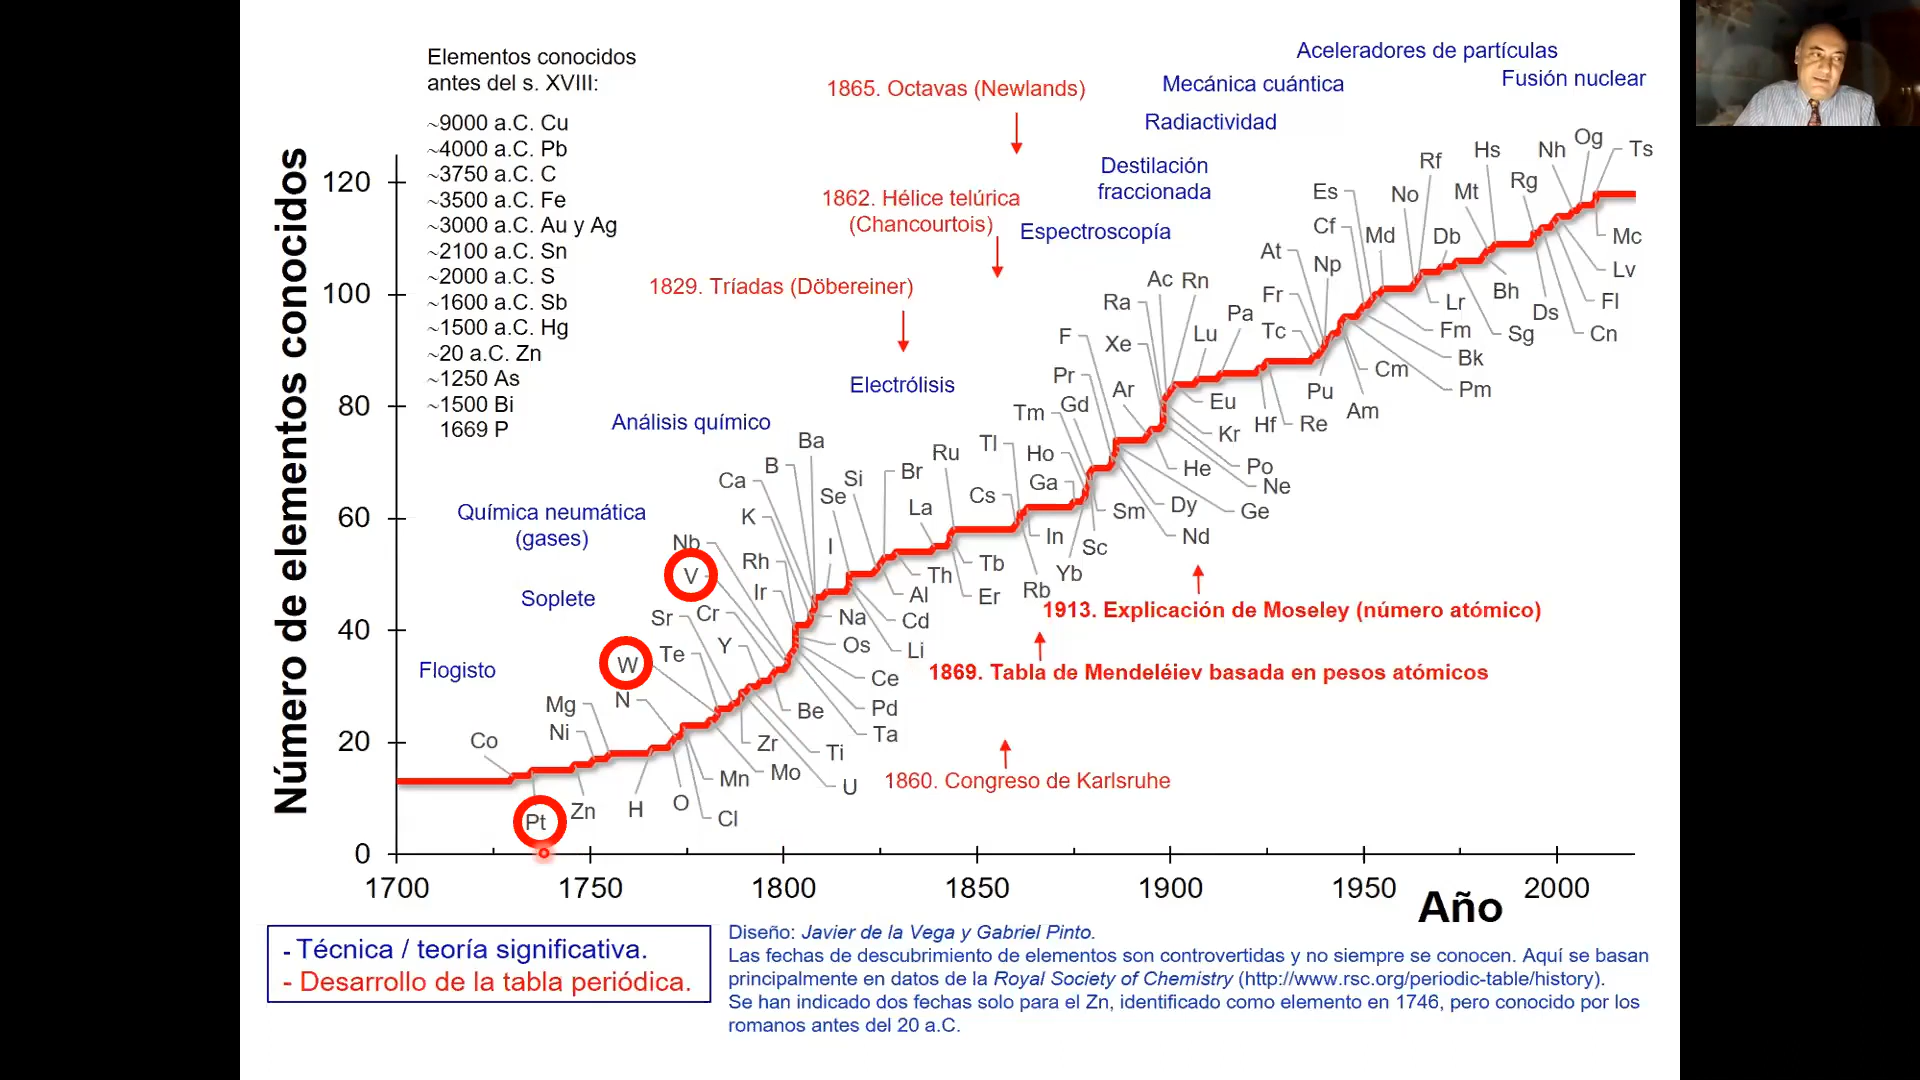 Elementos conocidos
antes del s. XVIII:
~9000 a.C. Cu
~4000 a.C. Pb
~3750 a.C. C
~3500 a.C. Fe
~3000 a.C. Au y Ag
~2100 a.C. Sn
~2000 a.C. S
~1600 a.C. Sb
~1500 a.C. Hg
~20 a.C. Zn
~1250 As
~1500 Bi
1669 P
Aceleradores de partículas
Fusión nuclear
Mecánica cuántica
Radiactividad
Destilación
fraccionada
Espectroscopía
Electrólisis
Análisis químico
Química neumática
(gases)
Soplete
Flogisto
1865. Octavas (Newlands)
1862. Hélice telúrica
(Chancourtois)
1829. Tríadas (Döbereiner)
1913. Explicación de Moseley (número atómico)
1869. Tabla de Mendeléiev basada en pesos atómicos
1860. Congreso de Karlsruhe
Número de elementos conocidos
120
100
80
60
40
20
0
Co
Pt
Zn
Ni
Mg
H
N
O
Cl
Mn
W
Mo
Te
Sr
Zr
U
Ti
Y
Cr
Be
V
Nb
Ta
Pd
Ce
Os
Ir
Rh
Na
K
Ca
B
Ba
I
Li
Cd
Se
Si
Al
Br
Th
La
Er
Tb
Ru
Cs
Rb
Tl
In
Ga
Yb
Ho
Tm
Sc
Sm
Gd
Pr
Nd
Dy
Ge
F
Ar
He
Ne
Po
Kr
Xe
Ra
Ac
Rn
Eu
Lu
Pa
Hf
Re
Tc
Fr
At
Np
Pu
Am
Cm
Pm
Bk
Cf
Es
Fm
Md
No
Lr
Rf
Db
Sg
Bh
Mt
Hs
Ds
Rg
Cn
Nh
Fl
Lv
Og
Mc
Ts
1700
1750
1800
1850
1900
1950
2000
Año
- Técnica / teoría significativa.
- Desarrollo de la tabla periódica.
Diseño: Javier de la Vega y Gabriel Pinto.
Las fechas de descubrimiento de elementos son controvertidas y no siempre se conocen. Aquí se basan
principalmente en datos de la Royal Society of Chemistry (http://www.rsc.org/periodic-table/history).
Se han indicado dos fechas solo para el Zn, identificado como elemento en 1746, pero conocido por los
romanos antes del 20 a.C.